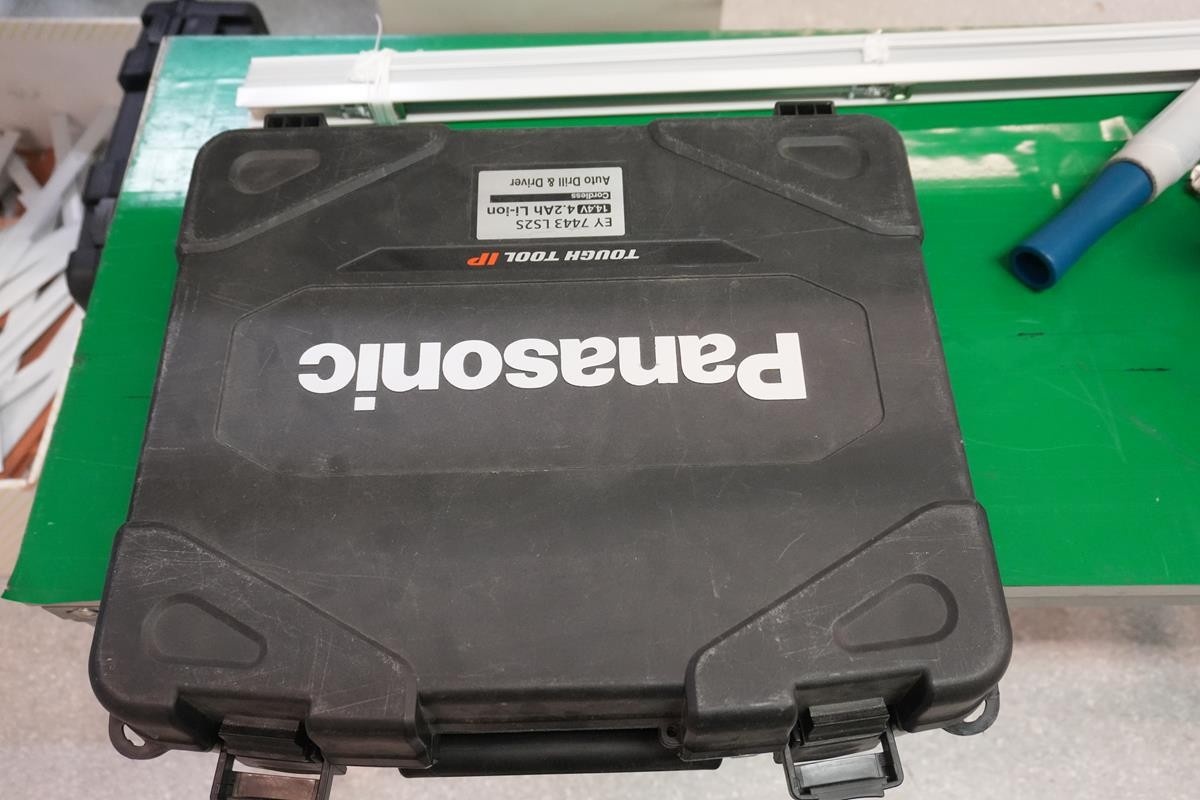 Panasonic
TOUGH TOOL IP
EY 7443 LS2S
14.4V 4.2Ah Li-ion
Cordless
Auto Drill & Driver